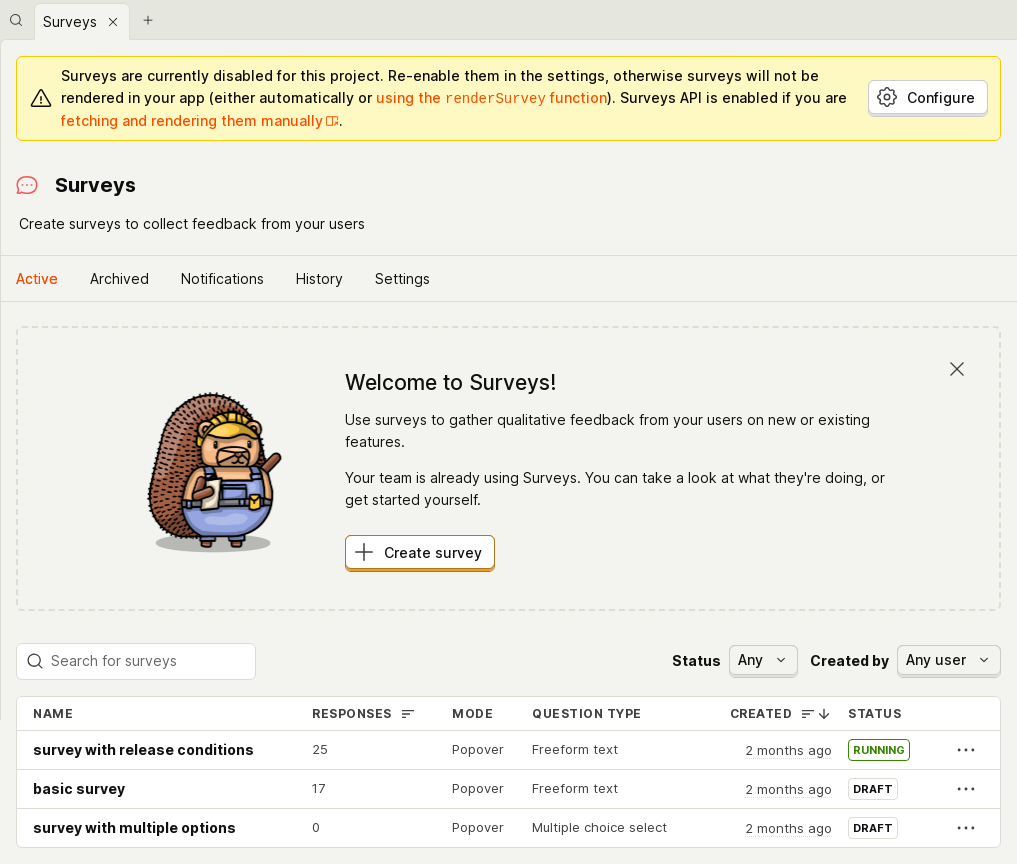 Surveys
Surveys are currently disabled for this project. Re-enable them in the settings, otherwise surveys will not be
rendered in your app (either automatically or using the renderSurvey function). Surveys API is enabled if you are
fetching and rendering them manually.
Configure
Surveys
Create surveys to collect feedback from your users
Active Archived Notifications History Settings
Welcome to Surveys!
Use surveys to gather qualitative feedback from your users on new or existing
features.
Your team is already using Surveys. You can take a look at what they're doing, or
get started yourself.
Create survey
Search for surveys Status Any Created by Any user
NAME RESPONSES MODE QUESTION TYPE CREATED STATUS
survey with release conditions 25 Popover Freeform text 2 months ago RUNNING
basic survey 17 Popover Freeform text 2 months ago DRAFT
survey with multiple options 0 Popover Multiple choice select 2 months ago DRAFT